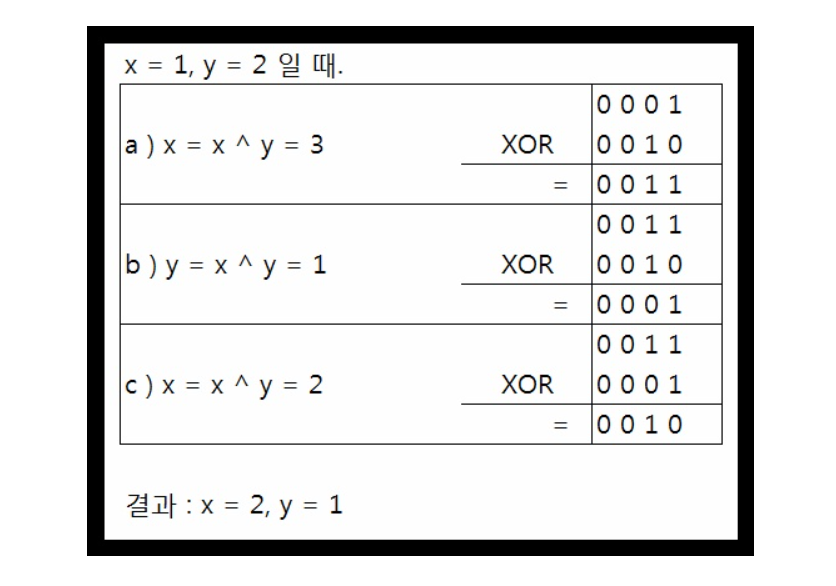 x = 1, y = 2 일 때.
0 0 0 1
a ) x = x ^ y = 3 XOR 0 0 1 0
= 0 0 1 1
0 0 1 1
b ) y = x ^ y = 1 XOR 0 0 1 0
= 0 0 0 1
0 0 1 1
c ) x = x ^ y = 2 XOR 0 0 0 1
= 0 0 1 0
결과 : x = 2, y = 1